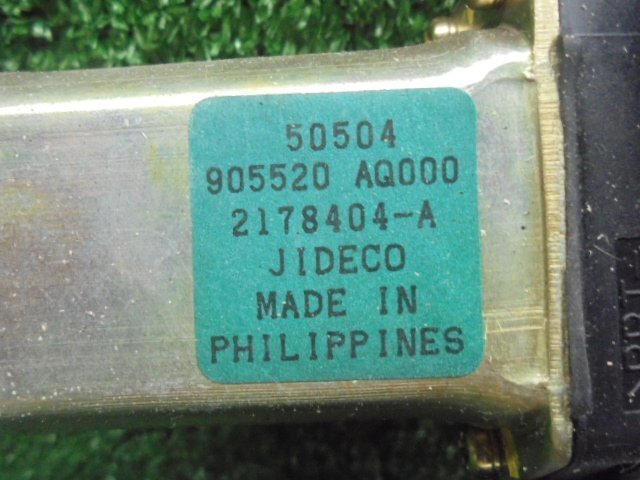 50504
905520 AQ000
2178404-A
JIDECO
MADE IN
PHILIPPINES